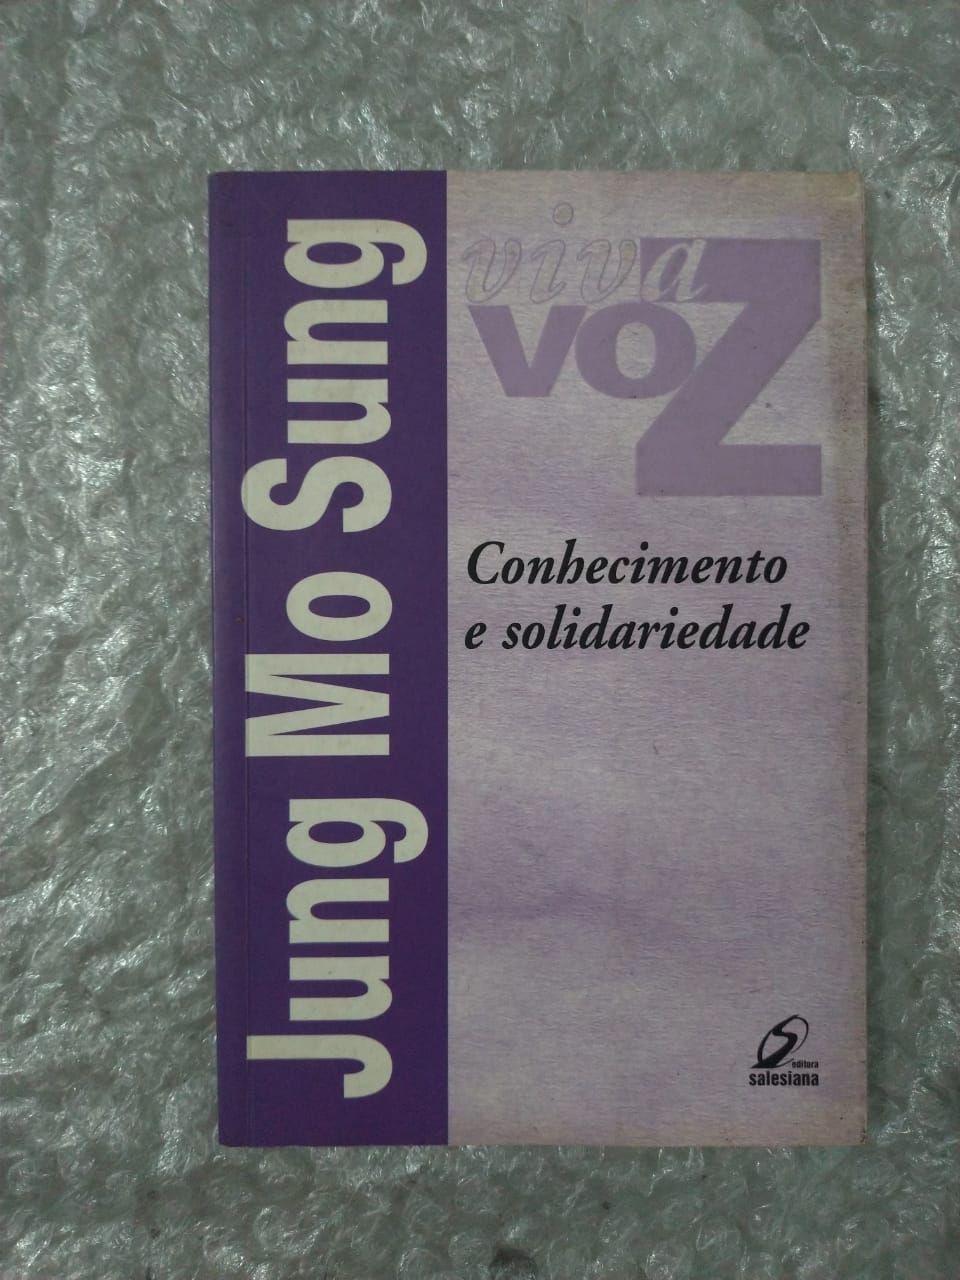 Jung Mo Sung
viva
voZ
Conhecimento
e solidariedade
editora
salesiana